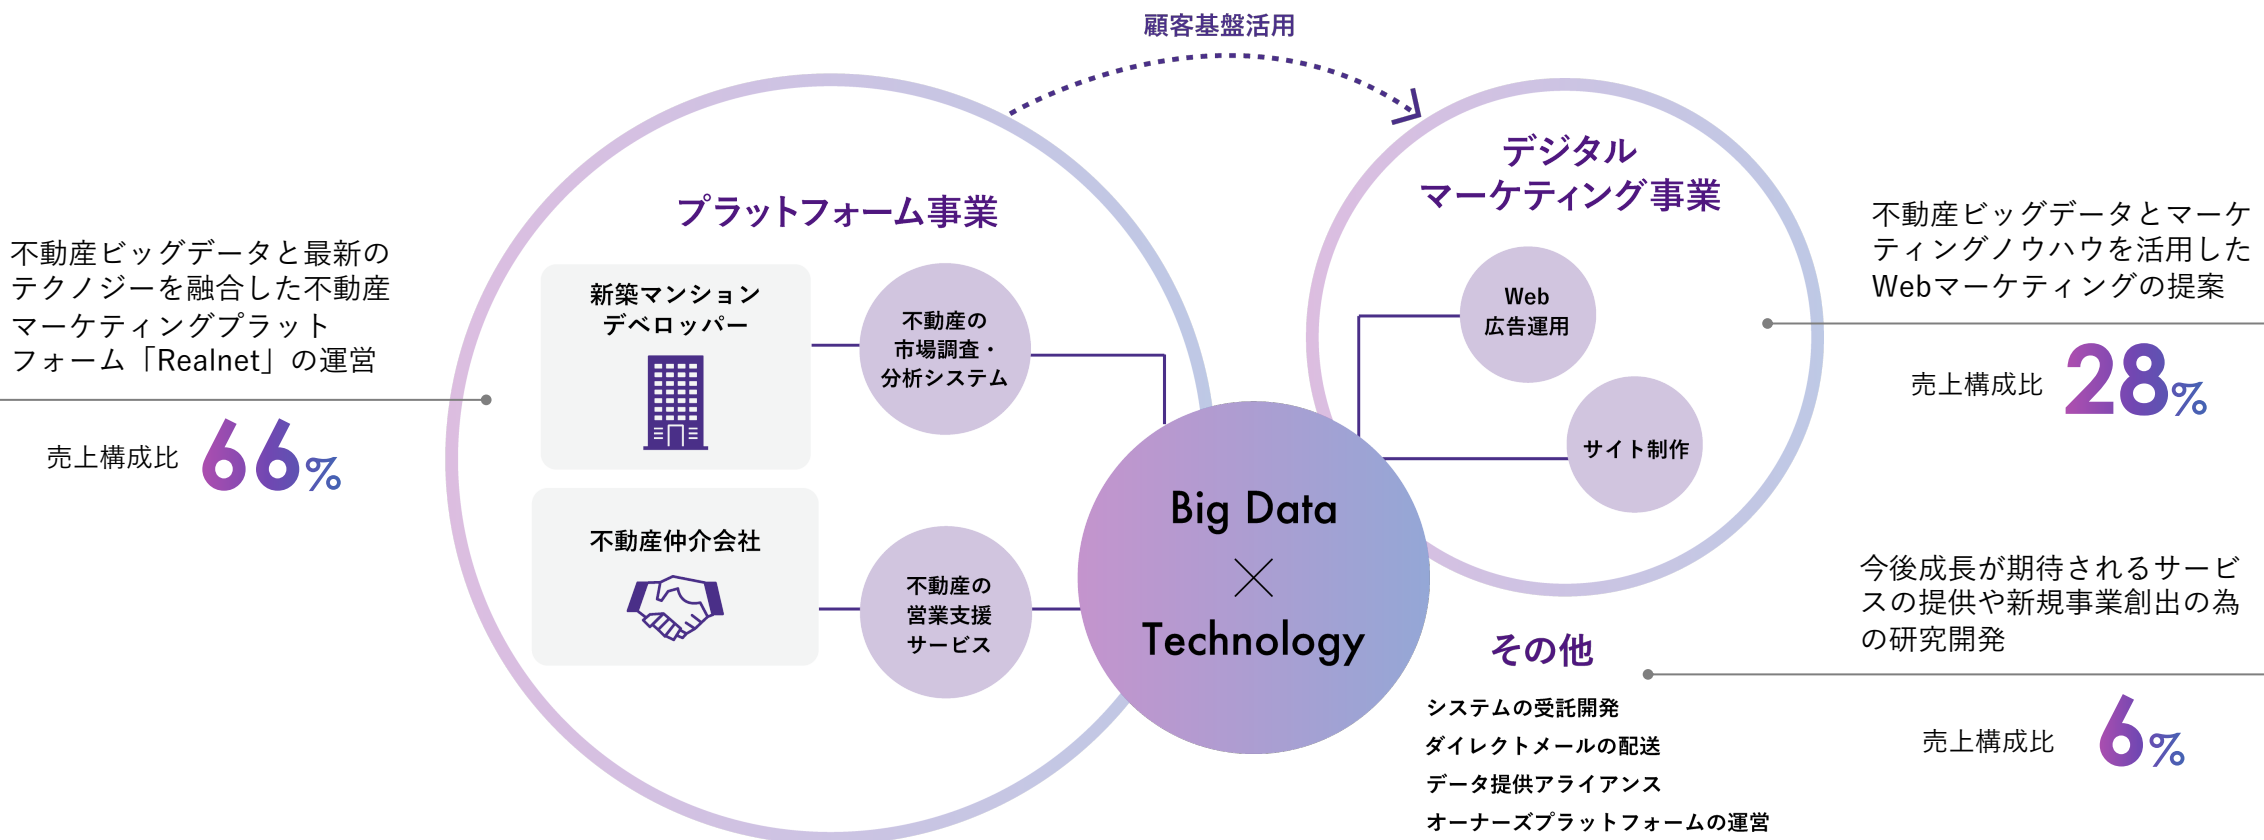 顧客基盤活用
不動産ビッグデータと最新の
テクノジーを融合した不動産
マーケティングプラット
フォーム「Realnet」の運営
売上構成比 66%
プラットフォーム事業
新築マンション
デベロッパー
不動産の
市場調査・
分析システム
不動産仲介会社
不動産の
営業支援
サービス
Big Data
×
Technology
デジタル
マーケティング事業
Web
広告運用
サイト制作
不動産ビッグデータとマーケ
ティングノウハウを活用した
Webマーケティングの提案
売上構成比 28%
その他
システムの受託開発
ダイレクトメールの配送
データ提供アライアンス
オーナーズプラットフォームの運営
今後成長が期待されるサービ
スの提供や新規事業創出の為
の研究開発
売上構成比 6%